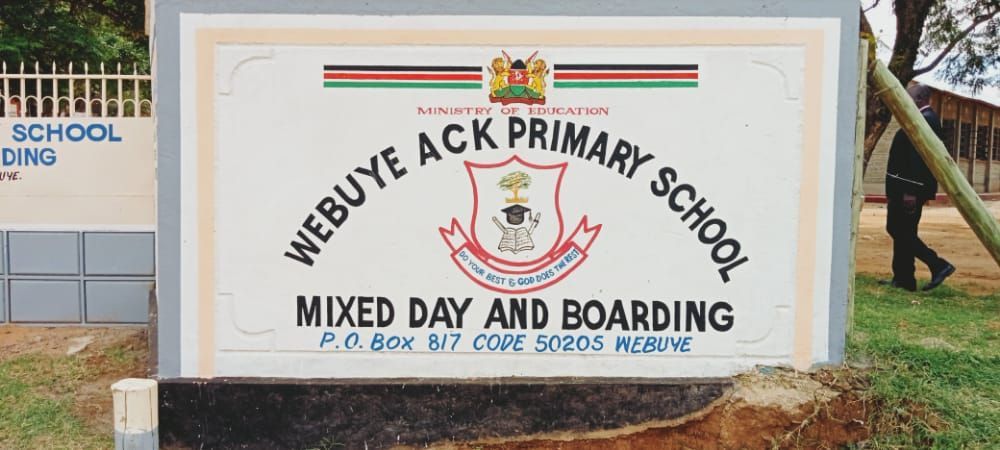 SCHOOL
DING
UYE.
MINISTRY OF EDUCATION
WEBUYE ACK PRIMARY SCHOOL
DO YOUR BEST & GOD DOES THE REST
MIXED DAY AND BOARDING
P.O. BOX 817 CODE 50205 WEBUYE